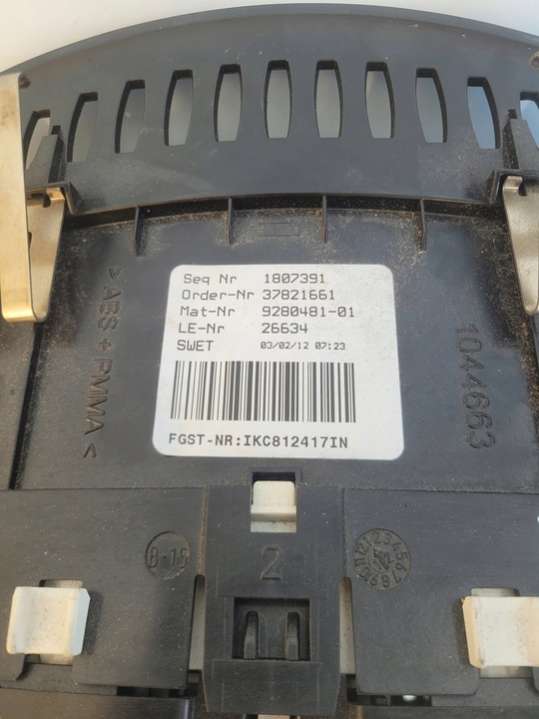 Seq Nr 1807391
Order-Nr 37821661
Mat-Nr 9280481-01
LE-Nr 26634
SWET 03/02/12 07:23
FGST-NR:IKC812417IN
>ABS+PMMA<
1044663
2